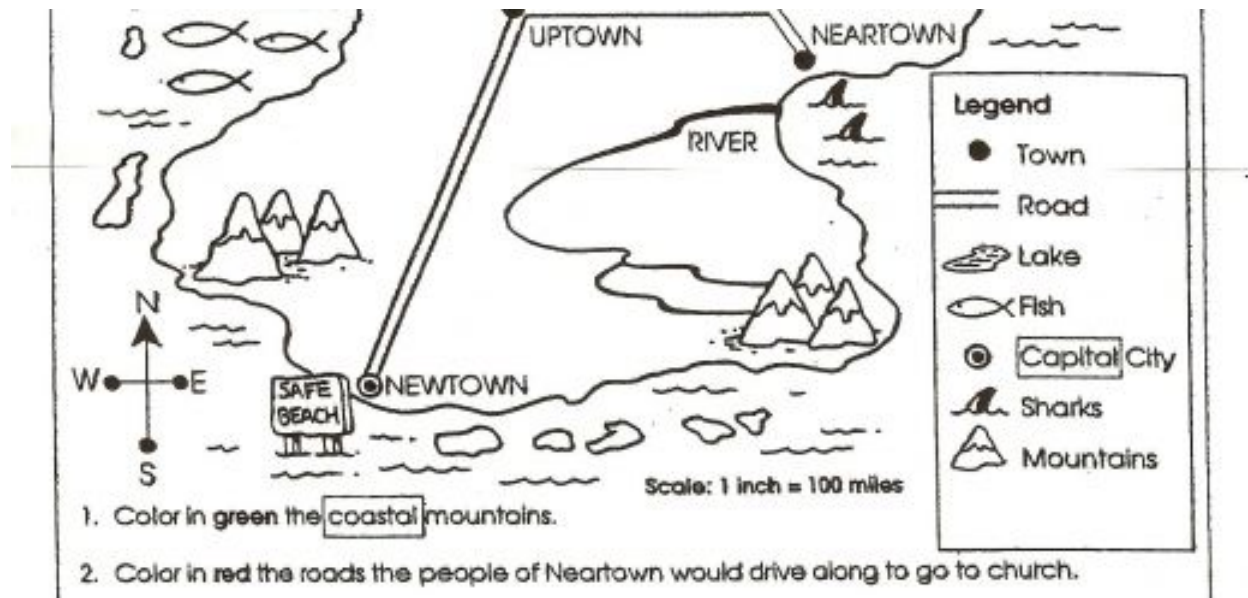 UPTOWN
NEARTOWN
Legend
Town
RIVER
Road
Lake
Fish
N
Capital City
W E
SAFE
BEACH
NEWTOWN
Sharks
Mountains
S
Scale: 1 inch = 100 miles
1. Color in green the coastal mountains.
2. Color in red the roads the people of Neartown would drive along to go to church.